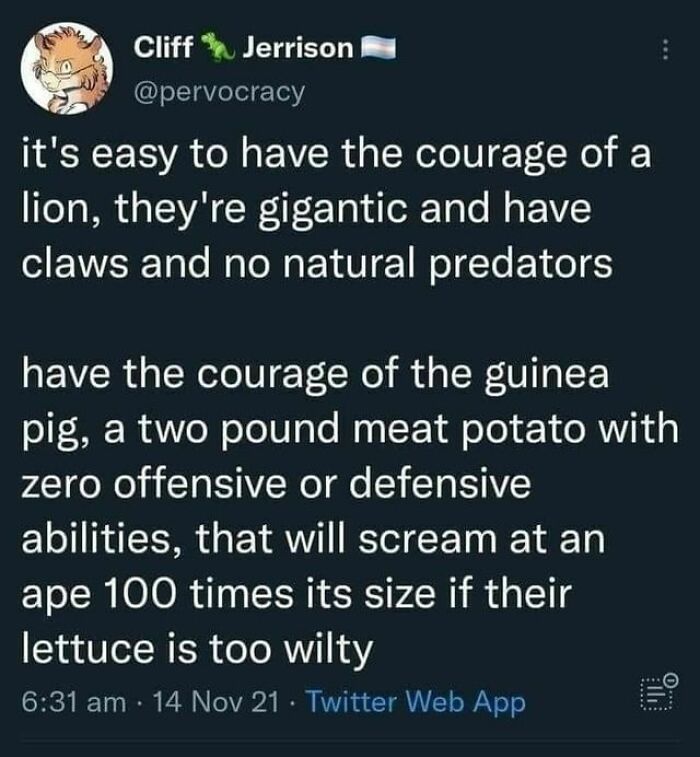 Cliff 🦖 Jerrison 🏳️‍⚧️
@pervocracy
it's easy to have the courage of a
lion, they're gigantic and have
claws and no natural predators
have the courage of the guinea
pig, a two pound meat potato with
zero offensive or defensive
abilities, that will scream at an
ape 100 times its size if their
lettuce is too wilty
6:31 am · 14 Nov 21 · Twitter Web App